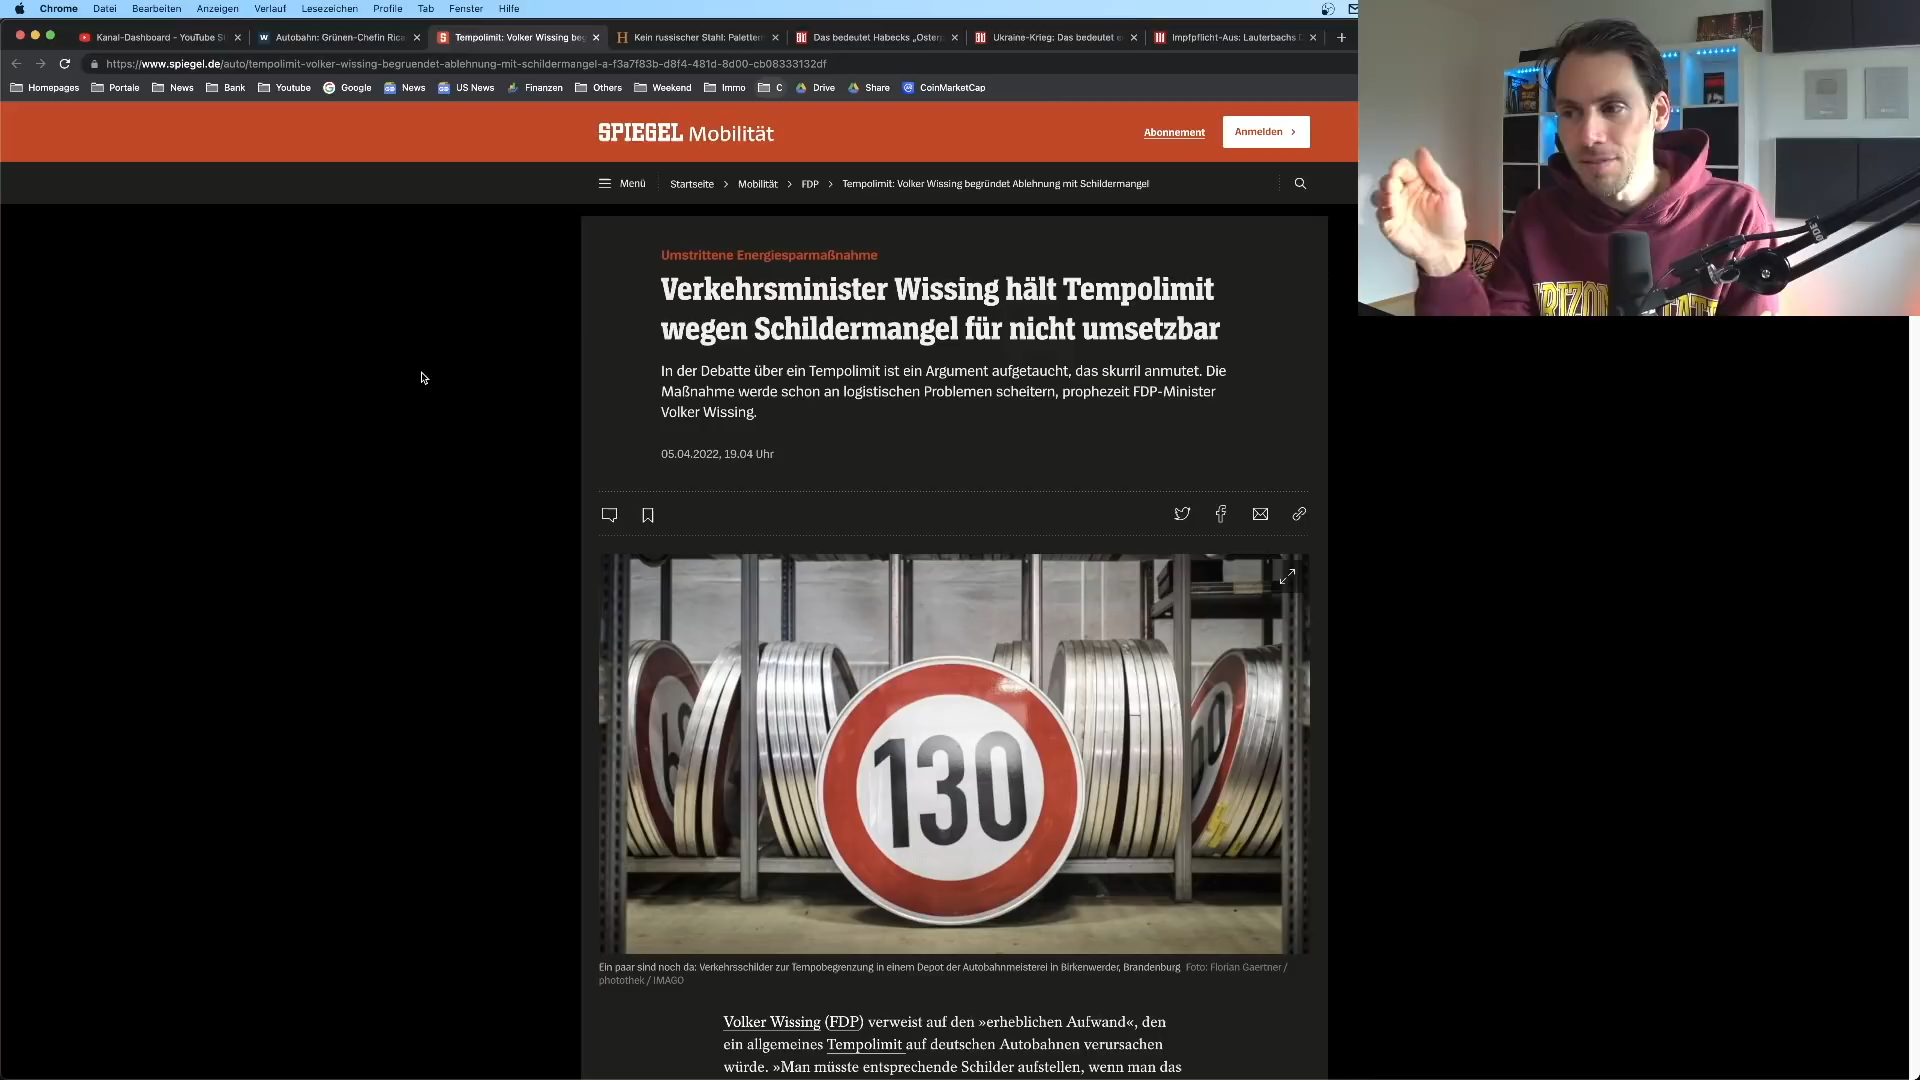 Chrome Datei Bearbeiten Anzeigen Verlauf Lesezeichen Profile Tab Fenster Hilfe
Kanal-Dashboard – YouTube Autobahn: Grünen-Chefin Rica Tempolimit: Volker Wissing be Kein russischer Stahl: Paletten Das bedeutet Habecks „Ostern Ukraine-Krieg: Das bedeutet Impfpflicht-Aus: Lauterbachs
https://www.spiegel.de/auto/tempolimit-volker-wissing-begruendet-ablehnung-mit-schildermangel-a-f3a7f83b-d8f4-481d-8d00-cb08333132df
Homepages Portale News Bank Youtube Google News US News Finanzen Others Weekend Immo C Drive Share CoinMarketCap
SPIEGEL Mobilität
Abonnement
Anmelden
Menü Startseite Mobilität FDP Tempolimit: Volker Wissing begründet Ablehnung mit Schildermangel
Umstrittene Energiesparmaßnahme
Verkehrsminister Wissing hält Tempolimit
wegen Schildermangel für nicht umsetzbar
In der Debatte über ein Tempolimit ist ein Argument aufgetaucht, das skurril anmutet. Die
Maßnahme werde schon an logistischen Problemen scheitern, prophezeit FDP-Minister
Volker Wissing.
05.04.2022, 19.04 Uhr
130
Ein paar sind noch da: Verkehrsschilder zur Tempobegrenzung in einem Depot der Autobahnmeisterei in Birkenwerder, Brandenburg Foto: Florian Gaertner /
photothek / IMAGO
Volker Wissing (FDP) verweist auf den »erheblichen Aufwand«, den
ein allgemeines Tempolimit auf deutschen Autobahnen verursachen
würde. »Man müsste entsprechende Schilder aufstellen, wenn man das